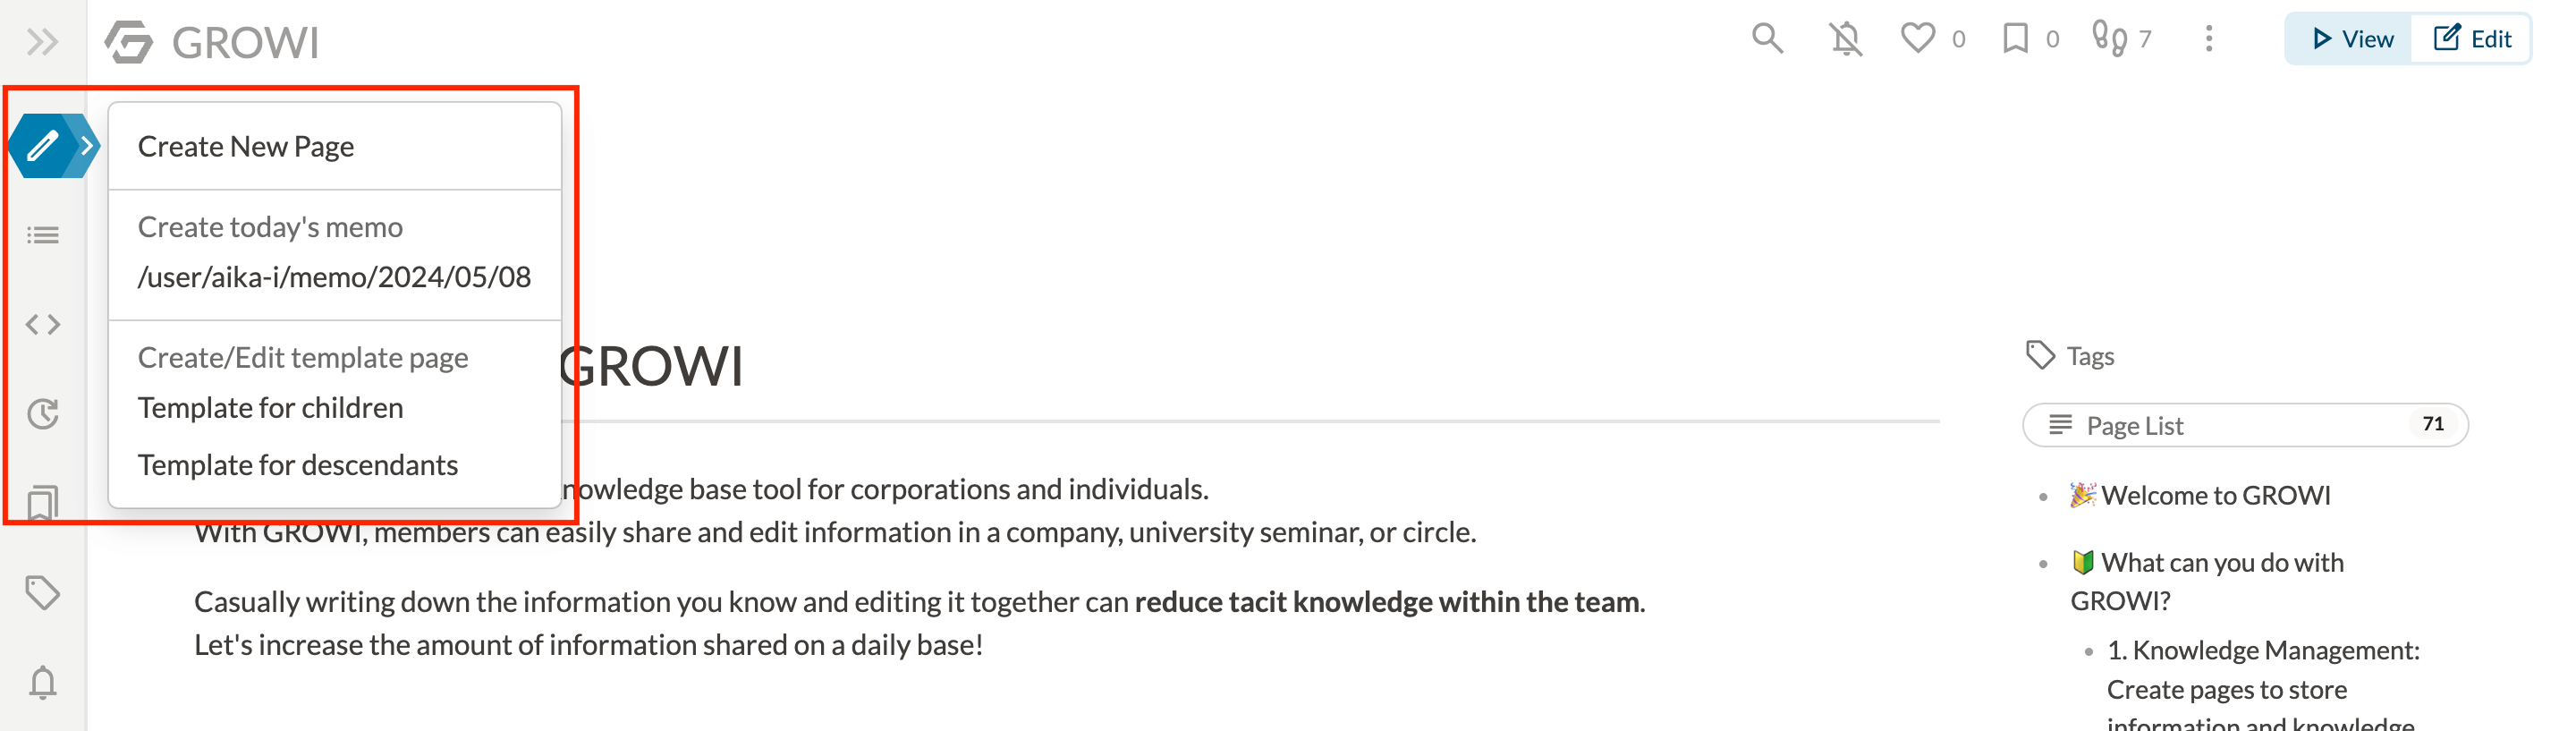 GROWI
0
0
7
View
Edit
Create New Page
Create today's memo
/user/aika-i/memo/2024/05/08
Create/Edit template page
Template for children
Template for descendants
GROWI
nowledge base tool for corporations and individuals.
With GROWI, members can easily share and edit information in a company, university seminar, or circle.
Casually writing down the information you know and editing it together can reduce tacit knowledge within the team.
Let's increase the amount of information shared on a daily base!
Tags
Page List 71
Welcome to GROWI
What can you do with
GROWI?
1. Knowledge Management:
Create pages to store
information and knowledge